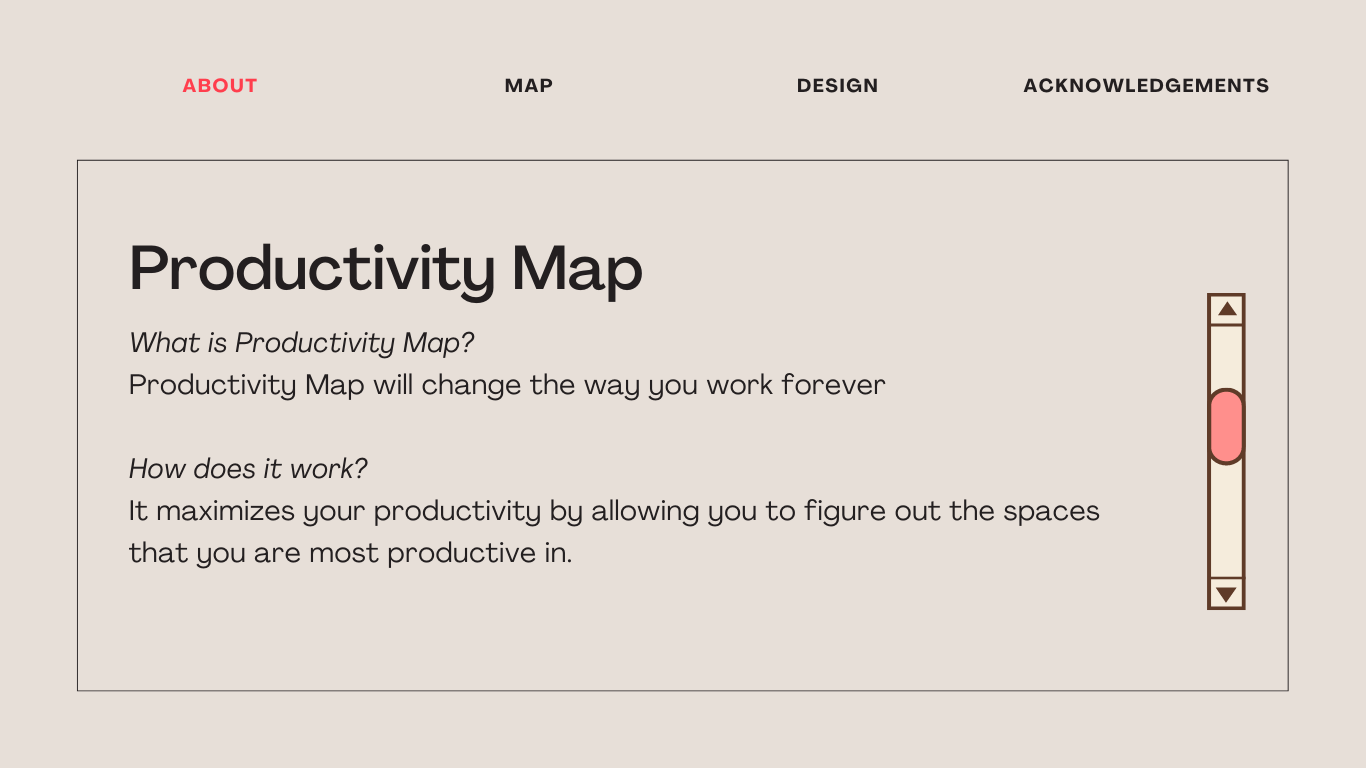 ABOUT
MAP
DESIGN
ACKNOWLEDGEMENTS
Productivity Map
What is Productivity Map?
Productivity Map will change the way you work forever
How does it work?
It maximizes your productivity by allowing you to figure out the spaces
that you are most productive in.